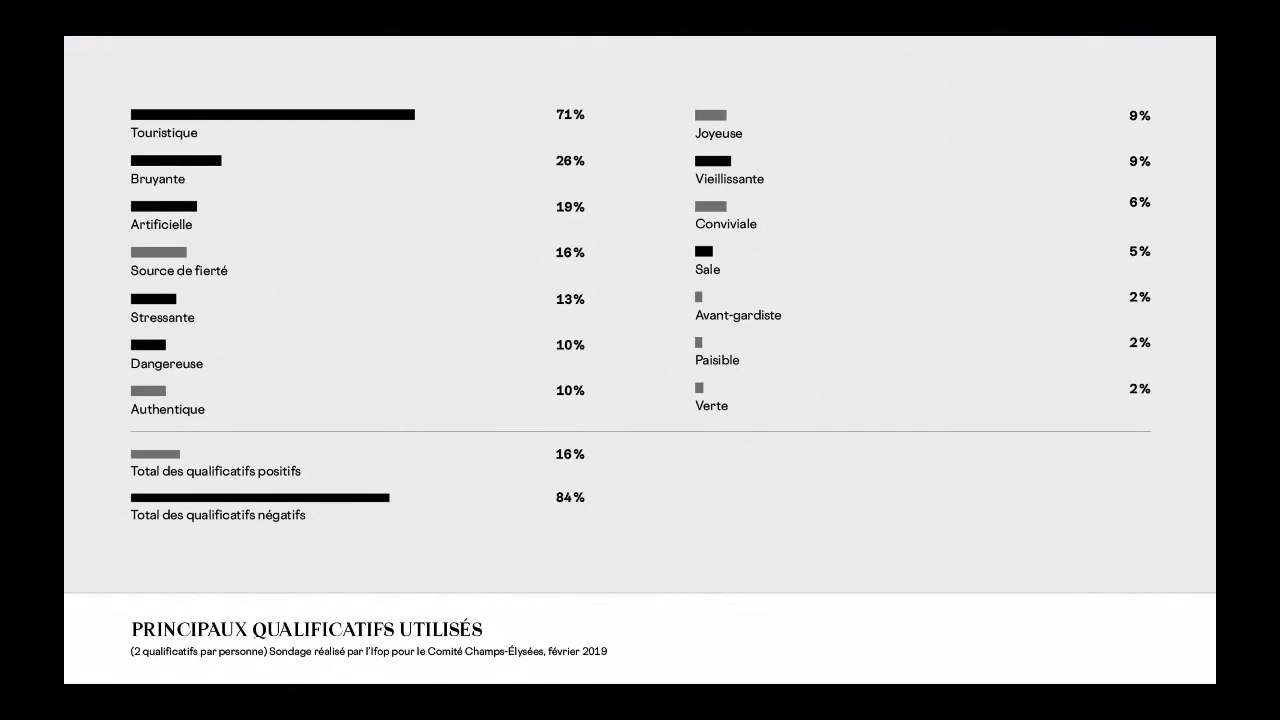 71%
Touristique
26%
Bruyante
19%
Artificielle
16%
Source de fierté
13%
Stressante
10%
Dangereuse
10%
Authentique
9%
Joyeuse
9%
Vieillissante
6%
Conviviale
5%
Sale
2%
Avant-gardiste
2%
Paisible
2%
Verte
16%
Total des qualificatifs positifs
84%
Total des qualificatifs négatifs
PRINCIPAUX QUALIFICATIFS UTILISÉS
(2 qualificatifs par personne) Sondage réalisé par l'Ifop pour le Comité Champs-Élysées, février 2019